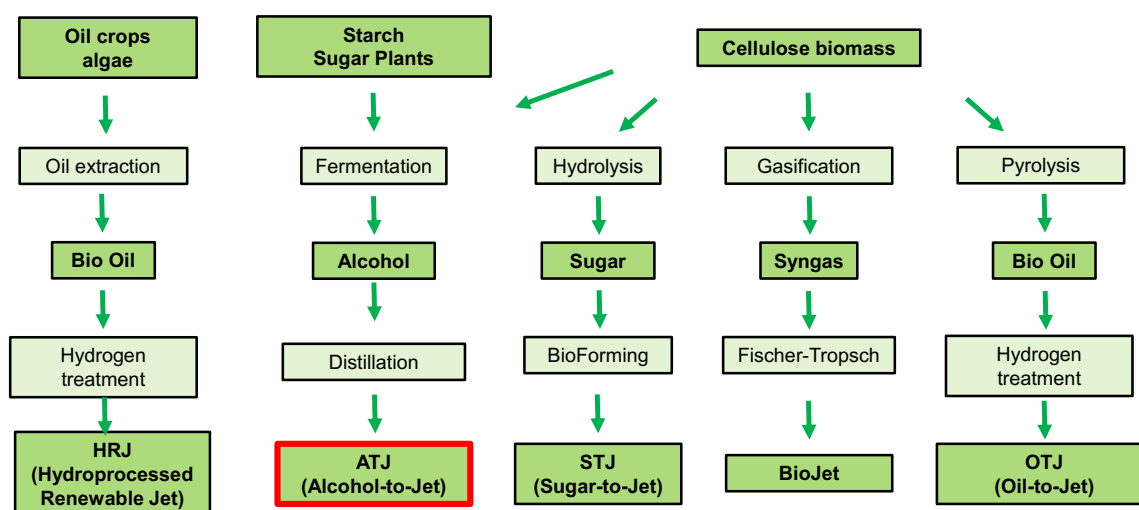 Oil crops
algae
Starch
Sugar Plants
Cellulose biomass
Oil extraction
Fermentation
Hydrolysis
Gasification
Pyrolysis
Bio Oil
Alcohol
Sugar
Syngas
Bio Oil
Hydrogen
treatment
Distillation
BioForming
Fischer-Tropsch
Hydrogen
treatment
HRJ
(Hydroprocessed
Renewable Jet)
ATJ
(Alcohol-to-Jet)
STJ
(Sugar-to-Jet)
BioJet
OTJ
(Oil-to-Jet)